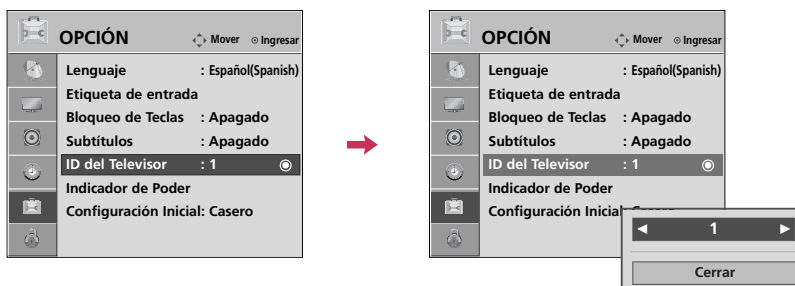 OPCIÓN Mover Ingresar
Lenguaje : Español(Spanish)
Etiqueta de entrada
Bloqueo de Teclas : Apagado
Subtítulos : Apagado
ID del Televisor : 1
Indicador de Poder
Configuración Inicial: Casero
OPCIÓN Mover Ingresar
Lenguaje : Español(Spanish)
Etiqueta de entrada
Bloqueo de Teclas : Apagado
Subtítulos : Apagado
ID del Televisor : 1
Indicador de Poder
Configuración Inicial: Casero
◄ 1 ►
Cerrar